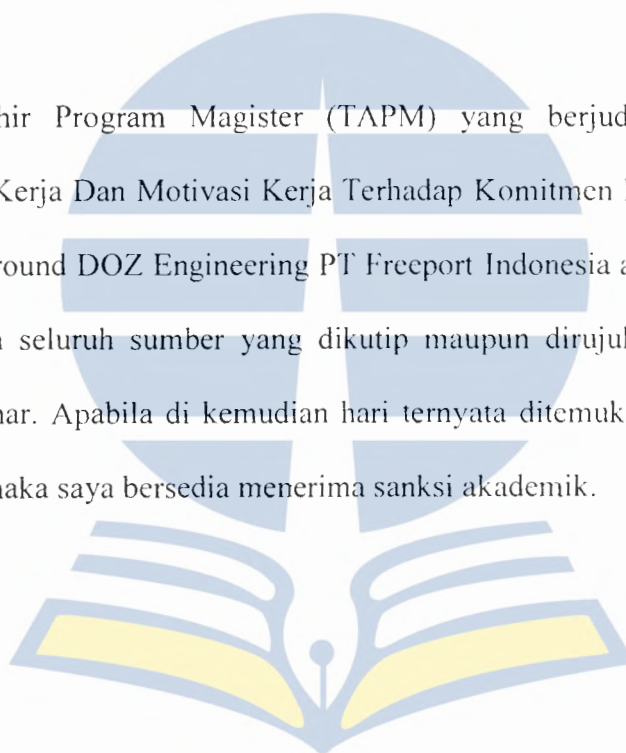 hir Program Magister (TAPM) yang berjud
Kerja Dan Motivasi Kerja Terhadap Komitmen
round DOZ Engineering PT Freeport Indonesia a
seluruh sumber yang dikutip maupun dirujuk
nar. Apabila di kemudian hari ternyata ditemuk
naka saya bersedia menerima sanksi akademik.